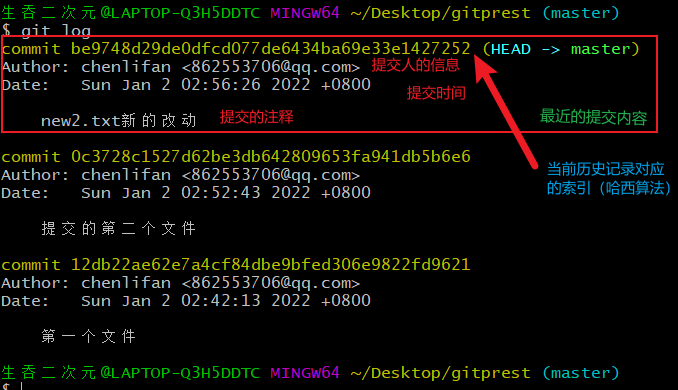 生吞二次元@LAPTOP-Q3H5DDTC MINGW64 ~/Desktop/gitprest (master)
$ git log
commit be9748d29de0dfcd077de6434ba69e33e1427252 (HEAD -> master)
Author: chenlifan <862553706@qq.com> 提交人的信息
Date:   Sun Jan 2 02:56:26 2022 +0800
提交时间
new2.txt新的改动 提交的注释 最近的提交内容
commit 0c3728c1527d62be3db642809653fa941db5b6e6
当前历史记录对应
的索引（哈西算法）
Author: chenlifan <862553706@qq.com>
Date:   Sun Jan 2 02:52:43 2022 +0800
提交的第二个文件
commit 12db22ae62e7a4cf84dbe9bfed306e9822fd9621
Author: chenlifan <862553706@qq.com>
Date:   Sun Jan 2 02:42:13 2022 +0800
第一个文件
生吞二次元@LAPTOP-Q3H5DDTC MINGW64 ~/Desktop/gitprest (master)
$